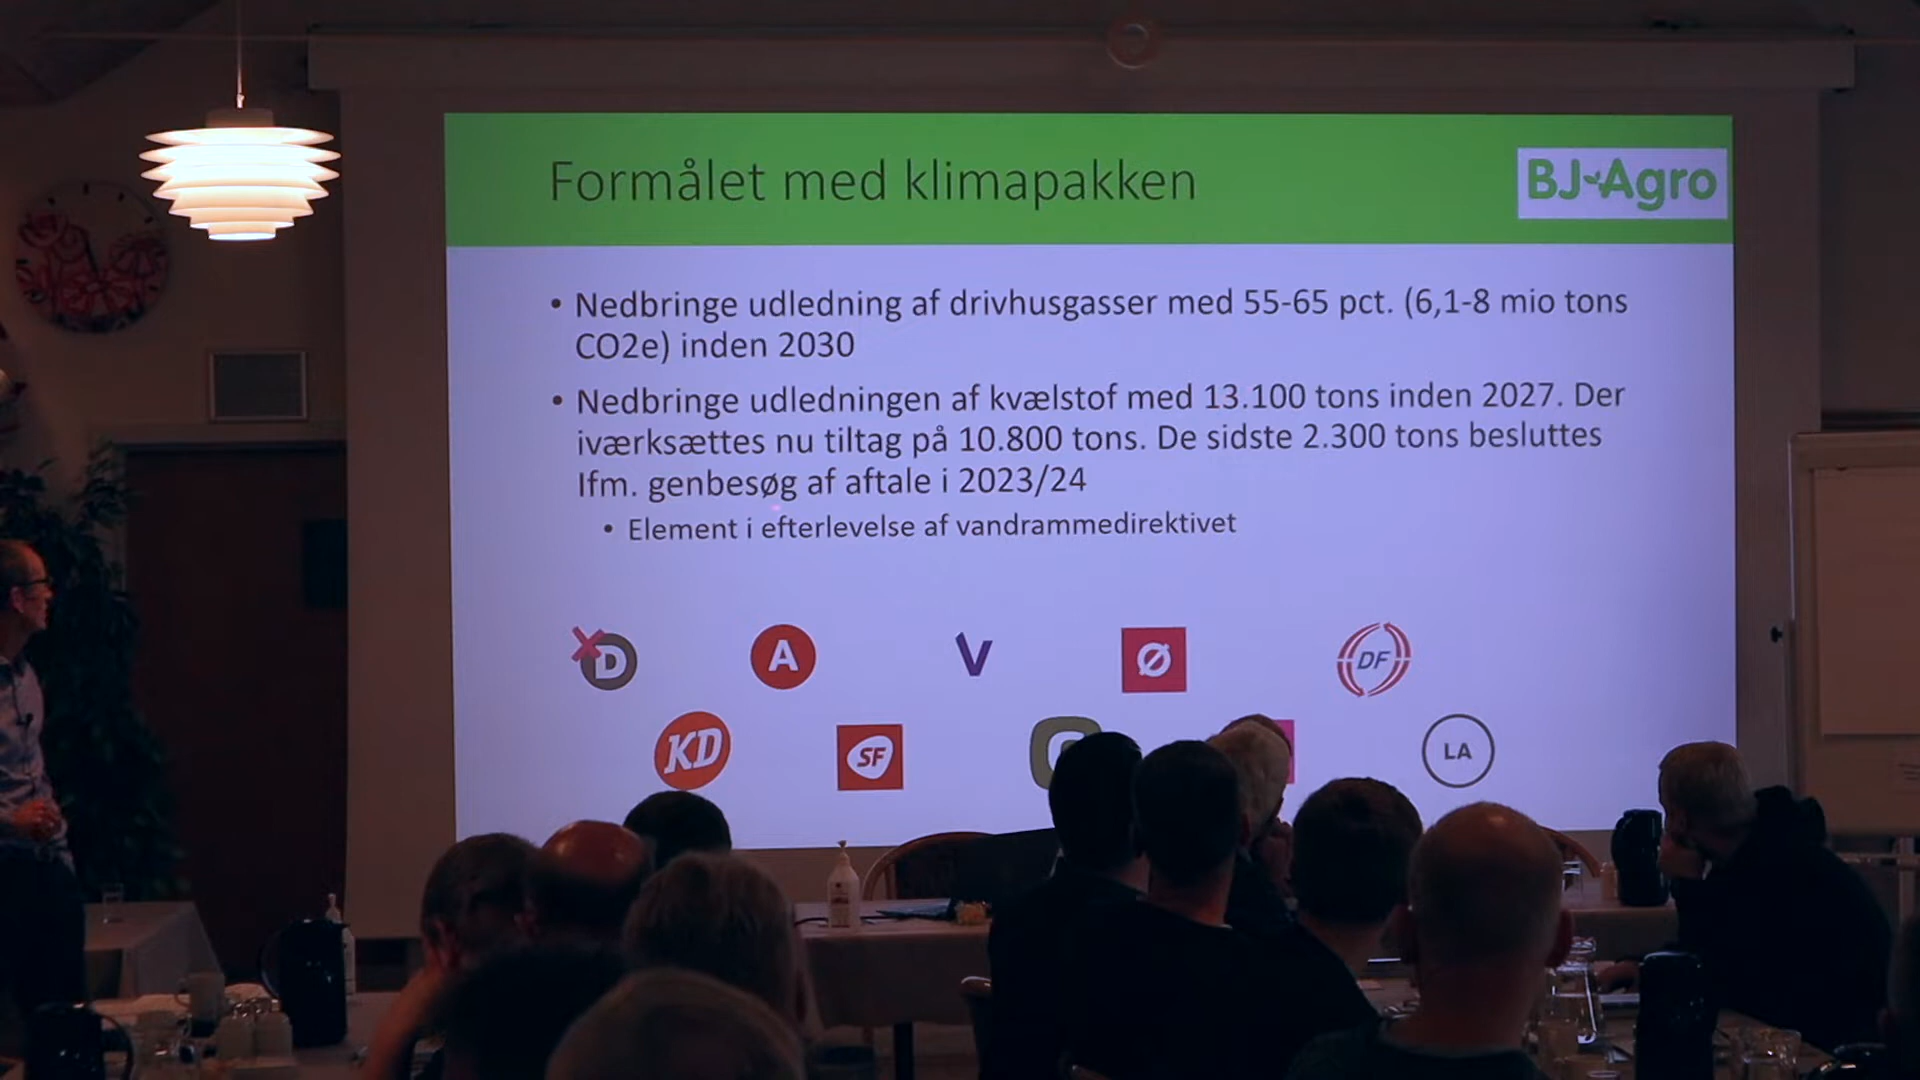 Formålet med klimapakken
BJ-Agro
• Nedbringe udledning af drivhusgasser med 55-65 pct. (6,1-8 mio tons
CO2e) inden 2030
• Nedbringe udledningen af kvælstof med 13.100 tons inden 2027. Der
iværksættes nu tiltag på 10.800 tons. De sidste 2.300 tons besluttes
Ifm. genbesøg af aftale i 2023/24
• Element i efterlevelse af vandrammedirektivet
D A V Ø DF
KD SF LA